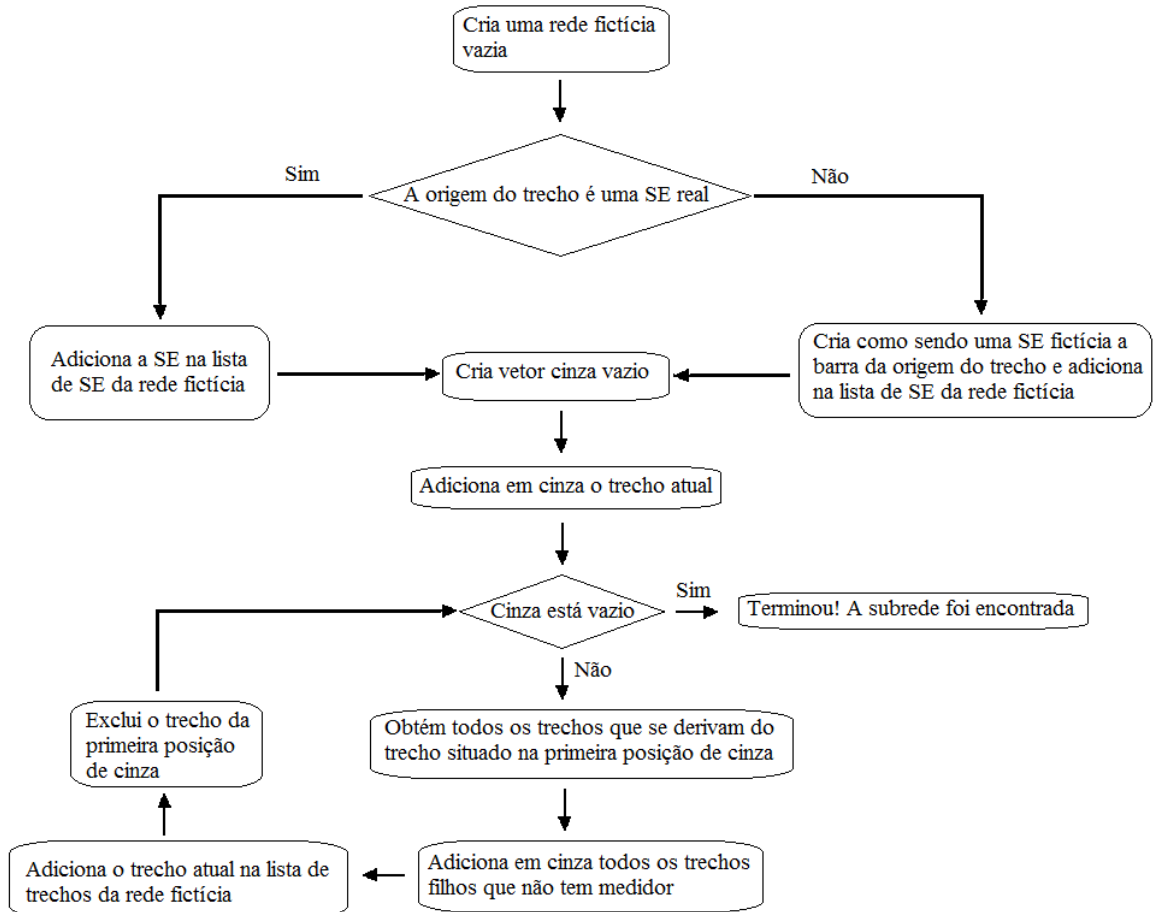 Cria uma rede fictícia
vazia
Sim
A origem do trecho é uma SE real
Não
Adiciona a SE na lista
de SE da rede fictícia
Cria vetor cinza vazio
Cria como sendo uma SE fictícia a
barra da origem do trecho e adiciona
na lista de SE da rede fictícia
Adiciona em cinza o trecho atual
Cinza está vazio
Sim
Terminou! A subrede foi encontrada
Não
Obtém todos os trechos que se derivam do
trecho situado na primeira posição de cinza
Exclui o trecho da
primeira posição
de cinza
Adiciona em cinza todos os trechos
filhos que não tem medidor
Adiciona o trecho atual na lista de
trechos da rede fictícia